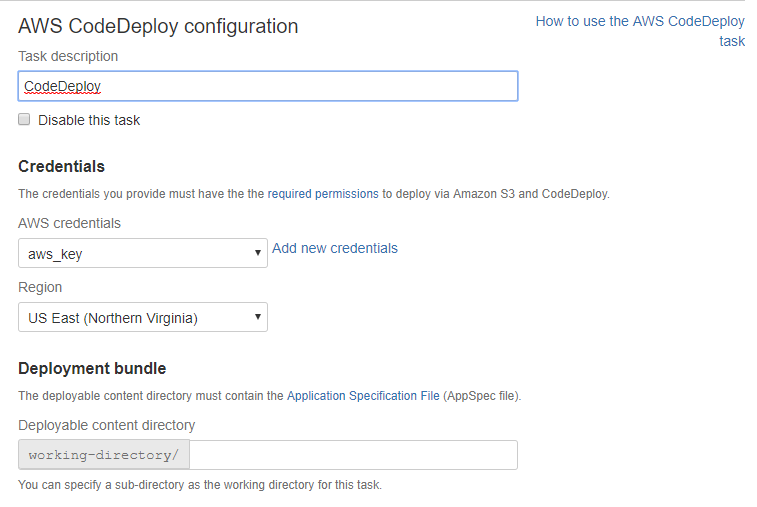 AWS CodeDeploy configuration
How to use the AWS CodeDeploy
task
Task description
CodeDeploy
Disable this task
Credentials
The credentials you provide must have the the required permissions to deploy via Amazon S3 and CodeDeploy.
AWS credentials
aws_key
Add new credentials
Region
US East (Northern Virginia)
Deployment bundle
The deployable content directory must contain the Application Specification File (AppSpec file).
Deployable content directory
working-directory/
You can specify a sub-directory as the working directory for this task.